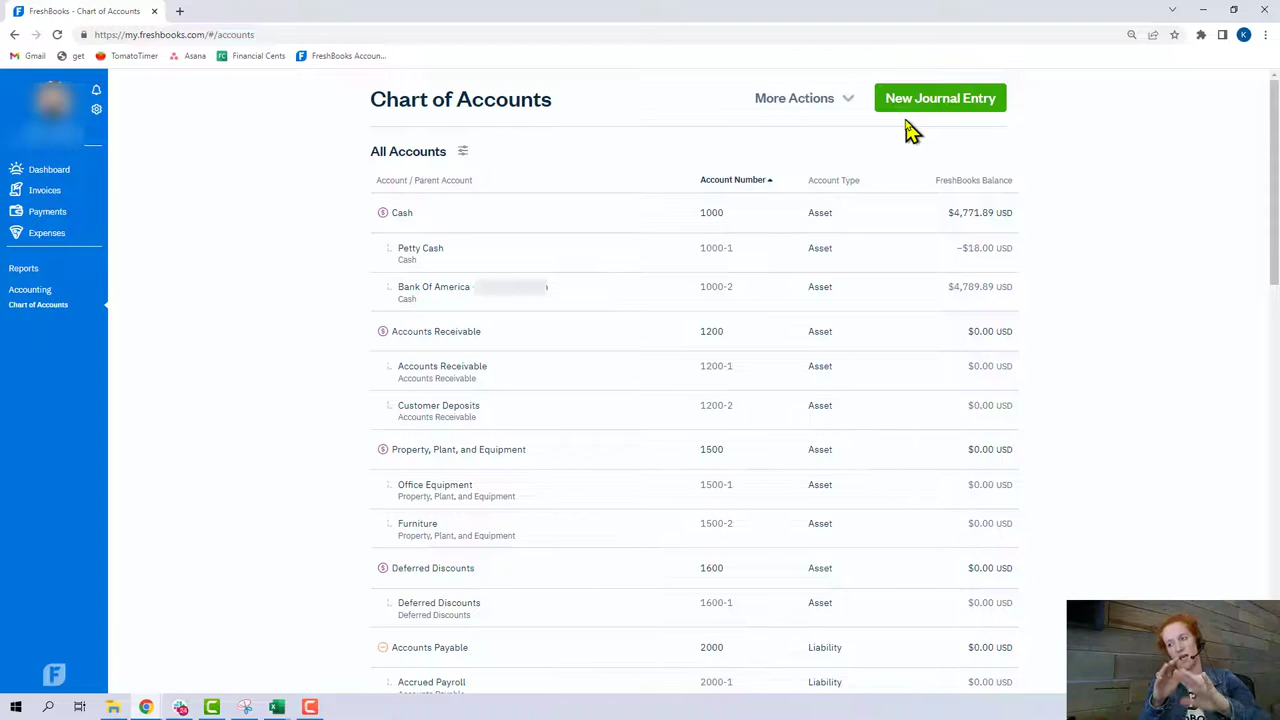 FreshBooks - Chart of Accounts
https://my.freshbooks.com/#/accounts
K
Gmail
get
TomatoTimer
Asana
FC Financial Cents
FreshBooks Accoun...
Chart of Accounts
More Actions
New Journal Entry
All Accounts
Account / Parent Account Account Number Account Type FreshBooks Balance
Cash 1000 Asset $4,771.89 USD
Petty Cash 1000-1 Asset –$18.00 USD
Cash
Bank Of America 1000-2 Asset $4,789.89 USD
Cash
Accounts Receivable 1200 Asset $0.00 USD
Accounts Receivable 1200-1 Asset $0.00 USD
Accounts Receivable
Customer Deposits 1200-2 Asset $0.00 USD
Accounts Receivable
Property, Plant, and Equipment 1500 Asset $0.00 USD
Office Equipment 1500-1 Asset $0.00 USD
Property, Plant, and Equipment
Furniture 1500-2 Asset $0.00 USD
Property, Plant, and Equipment
Deferred Discounts 1600 Asset $0.00 USD
Deferred Discounts 1600-1 Asset $0.00 USD
Deferred Discounts
Accounts Payable 2000 Liability $0.00 USD
Accrued Payroll 2000-1 Liability $0.00 USD
Accounts Payable
Dashboard
Invoices
Payments
Expenses
Reports
Accounting
Chart of Accounts